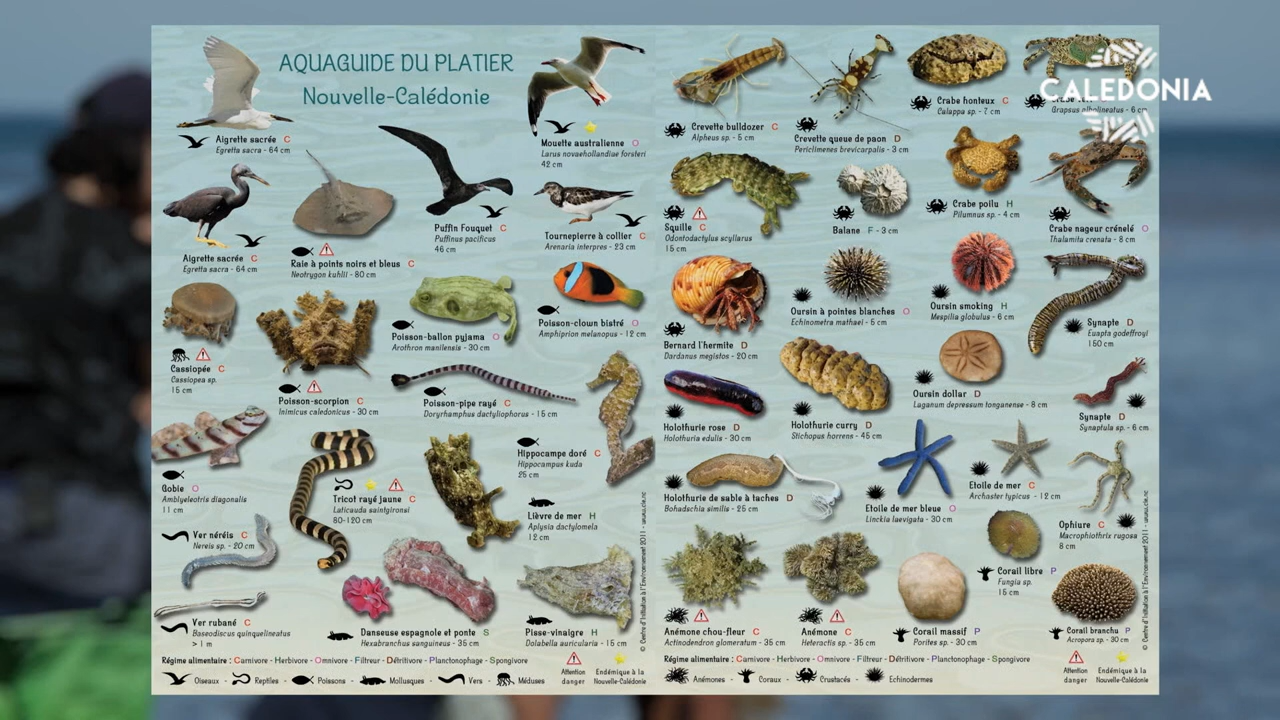 AQUAGUIDE DU PLATIER
Nouvelle-Calédonie
CALEDONIA
Aigrette sacrée C
Egretta sacra - 64 cm
Mouette australienne O
Larus novaehollandiae forsteri
42 cm
Aigrette sacrée C
Egretta sacra - 64 cm
Raie à points noirs et bleus C
Neotrygon kuhlii - 80 cm
Puffin Fouquet C
Puffinus pacificus
46 cm
Tournepierre à collier C
Arenaria interpres - 23 cm
Cassiopée C
Cassiopea sp.
15 cm
Poisson-scorpion C
Inimicus caledonicus - 30 cm
Poisson-ballon pyjama O
Arothron manilensis - 30 cm
Poisson-clown bistré O
Amphiprion melanopus - 12 cm
Poisson-pipe rayé C
Doryrhamphus dactyliophorus - 15 cm
Gobie O
Amblyeleotris diagonalis
11 cm
Tricot rayé jaune C
Laticauda saintgironsi
80-120 cm
Hippocampe doré C
Hippocampus kuda
25 cm
Lièvre de mer H
Aplysia dactylomela
12 cm
Ver néréis C
Nereis sp. - 20 cm
Ver rubané C
Baseodiscus quinquelineatus
> 1 m
Danseuse espagnole et ponte S
Hexabranchus sanguineus - 35 cm
Pisse-vinaigre H
Dolabella auricularia - 15 cm
© Centre d'Initiation à l'Environnement 2011 - www.cie.nc
Régime alimentaire : Carnivore - Herbivore - Omnivore - Filtreur - Détritivore - Planctonophage - Spongivore
Oiseaux - Reptiles - Poissons - Mollusques - Vers - Méduses
Attention
danger
Endémique à la
Nouvelle-Calédonie
Crevette bulldozer C
Alpheus sp. - 5 cm
Crevette queue de paon D
Periclimenes brevicarpalis - 3 cm
Crabe honteux C
Calappa sp. - 7 cm
Grapsus albolineatus - 6 cm
Squille C
Odontodactylus scyllarus
15 cm
Balane F - 3 cm
Crabe poilu H
Pilumnus sp. - 4 cm
Crabe nageur crénelé O
Thalamita crenata - 8 cm
Bernard l'hermite D
Dardanus megistos - 20 cm
Oursin à pointes blanches O
Echinometra mathaei - 5 cm
Oursin smoking H
Mespilia globulus - 6 cm
Synapte D
Euapta godeffroyi
150 cm
Holothurie rose D
Holothuria edulis - 30 cm
Holothurie curry D
Stichopus horrens - 45 cm
Oursin dollar D
Laganum depressum tonganense - 8 cm
Synapte D
Synaptula sp. - 6 cm
Holothurie de sable à taches D
Bohadschia similis - 25 cm
Etoile de mer bleue O
Linckia laevigata - 30 cm
Etoile de mer C
Archaster typicus - 12 cm
Ophiure C
Macrophiothrix rugosa
8 cm
Anémone chou-fleur C
Actinodendron glomeratum - 35 cm
Anémone C
Heteractis sp. - 35 cm
Corail massif P
Porites sp. - 30 cm
Corail libre P
Fungia sp.
15 cm
Corail branchu P
Acropora sp. - 30 cm
© Centre d'Initiation à l'Environnement 2011 - www.cie.nc
Régime alimentaire : Carnivore - Herbivore - Omnivore - Filtreur - Détritivore - Planctonophage - Spongivore
Anémones - Coraux - Crustacés - Echinodermes
Attention
danger
Endémique à la
Nouvelle-Calédonie